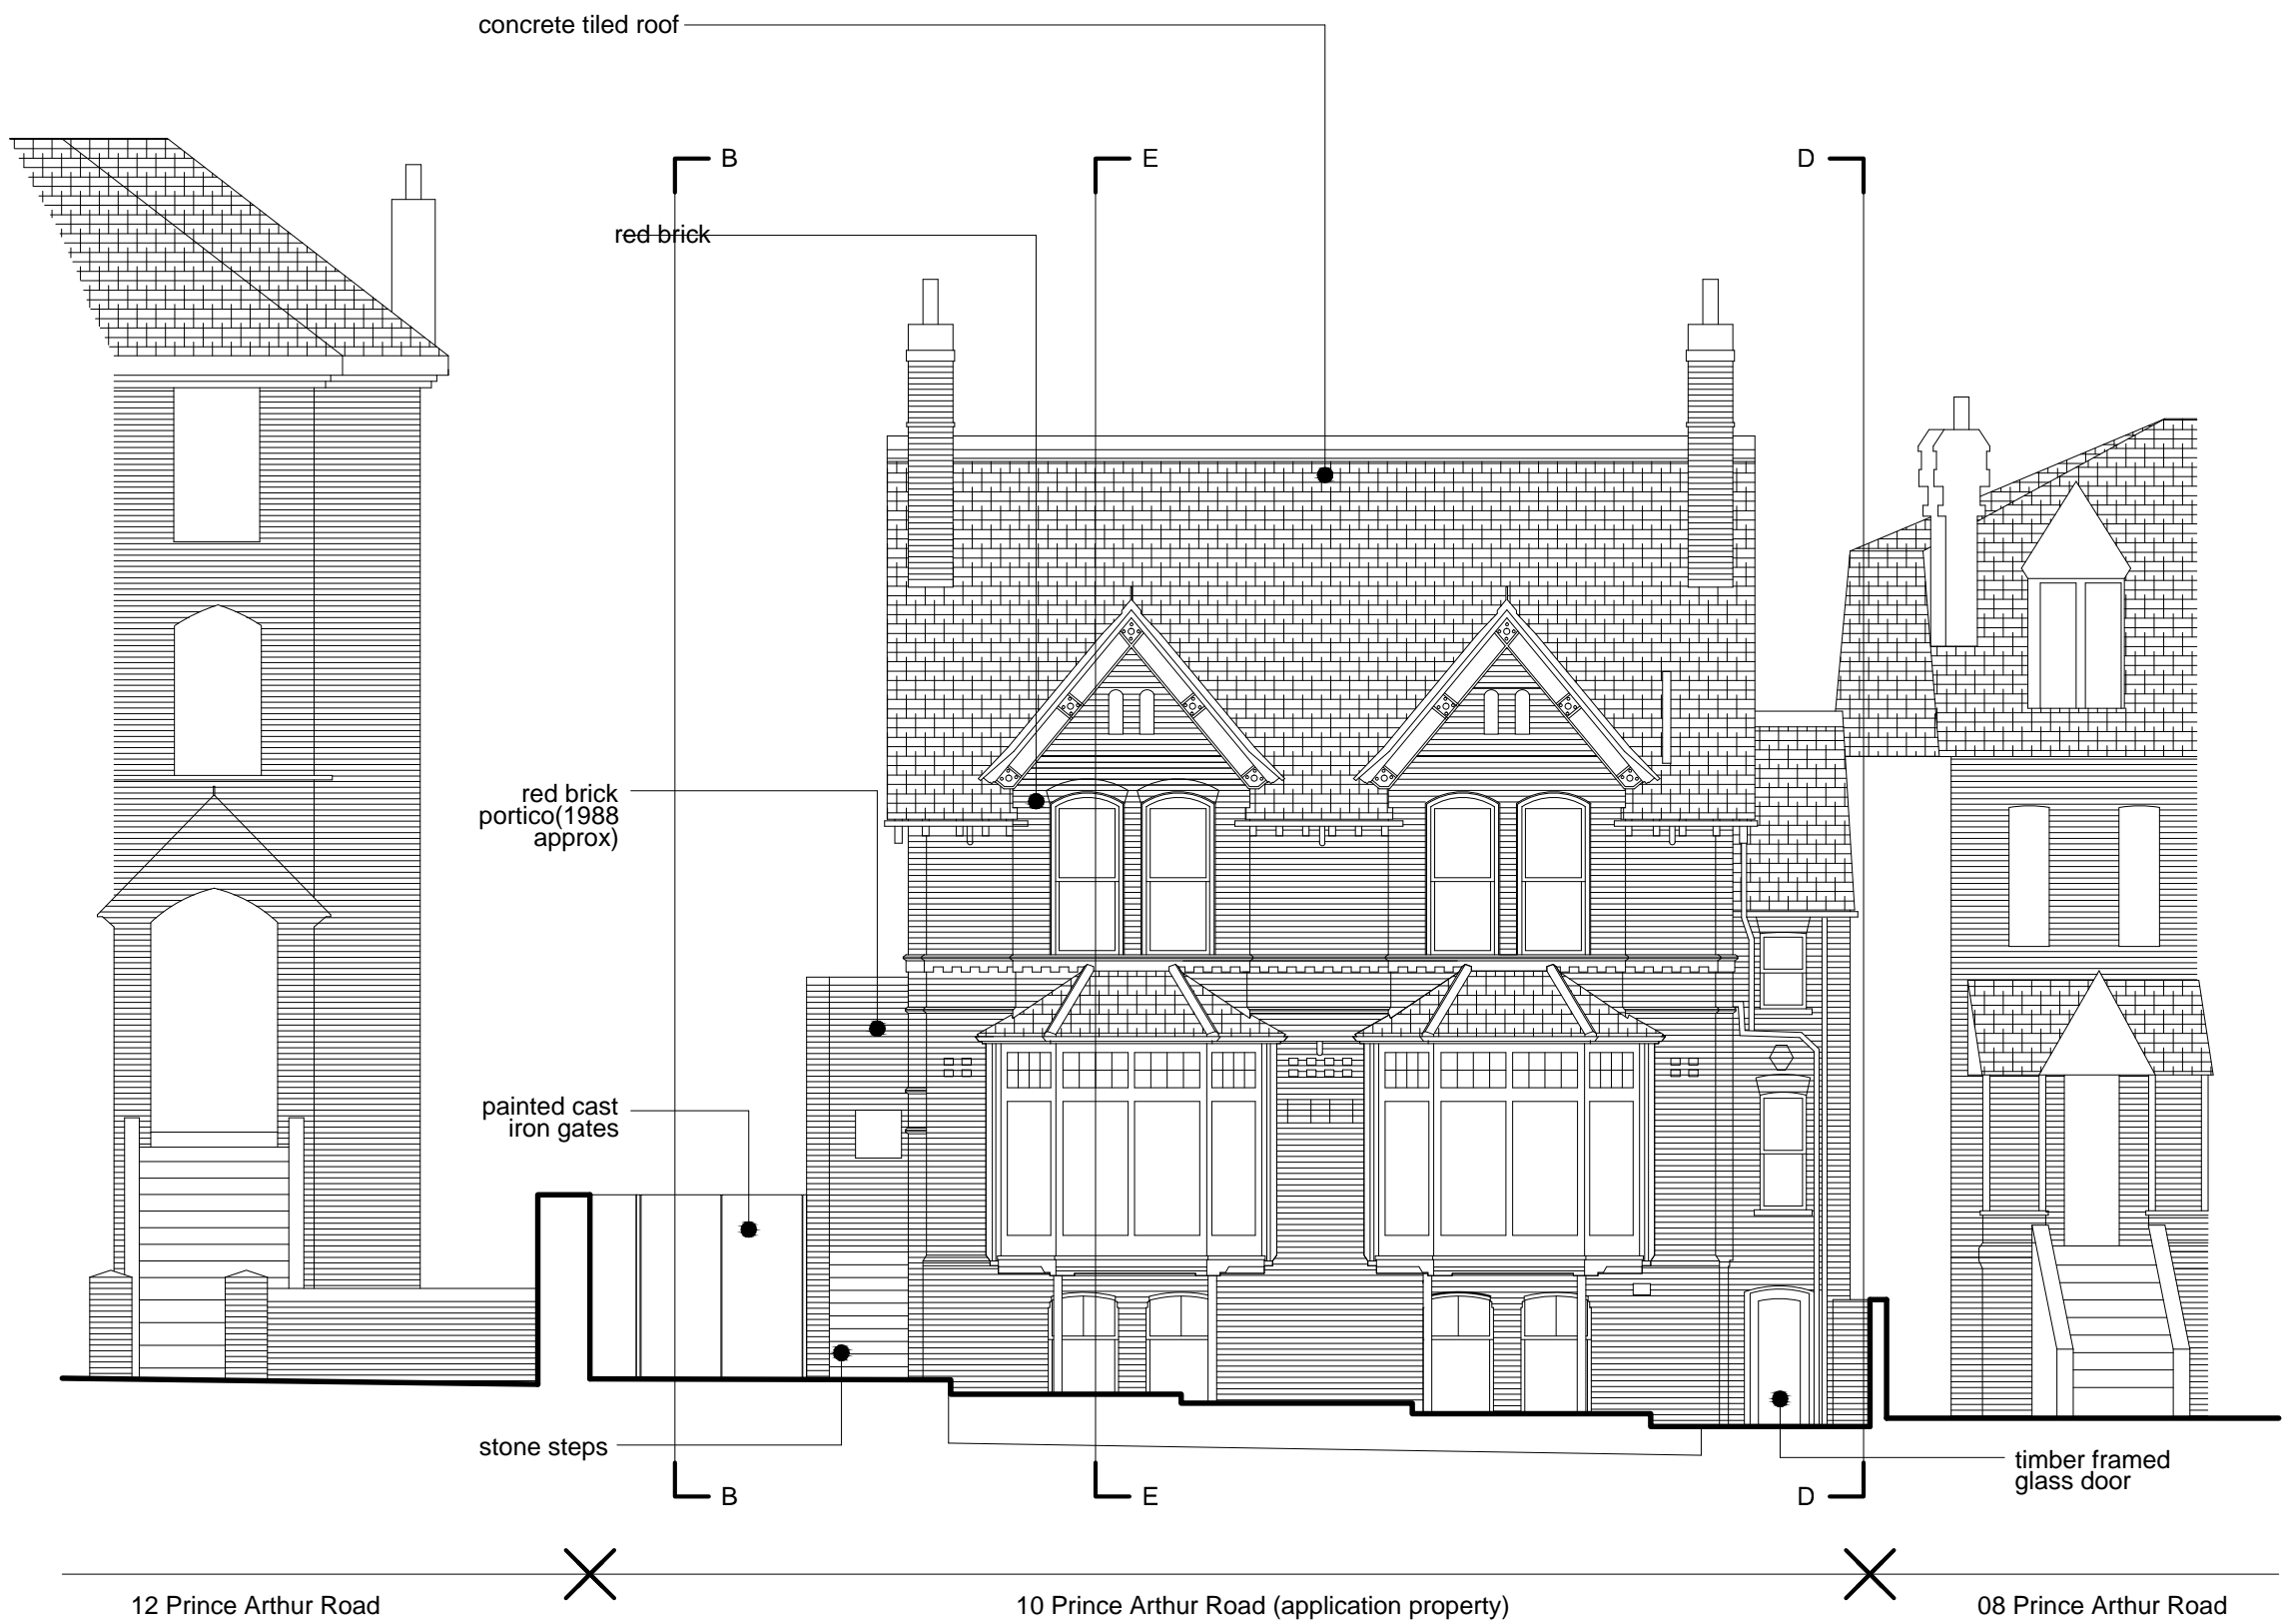 concrete tiled roof
B
E
D
red brick
red brick
portico(1988
approx)
painted cast
iron gates
stone steps
timber framed
glass door
B
E
D
12 Prince Arthur Road
10 Prince Arthur Road (application property)
08 Prince Arthur Road